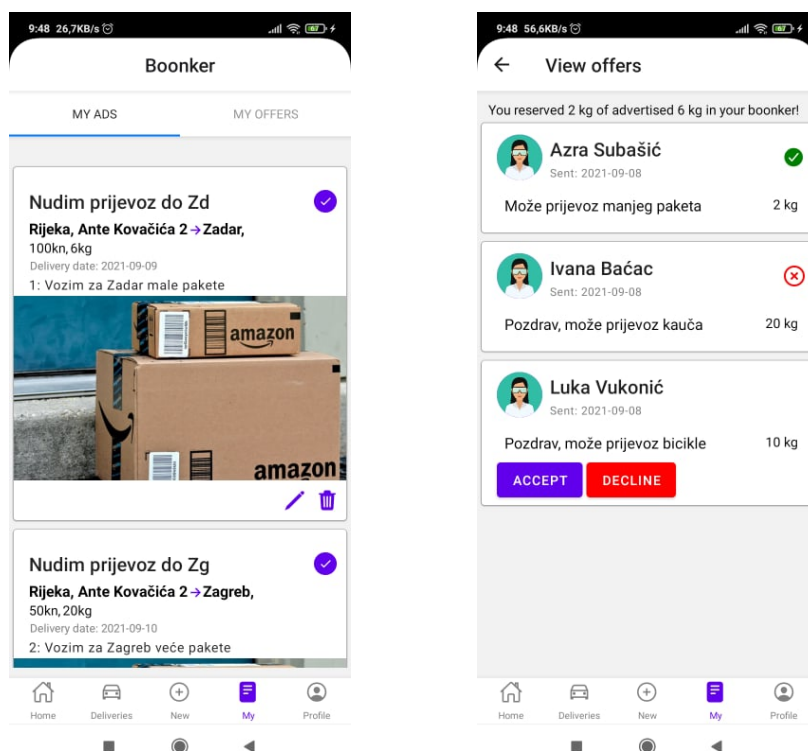 9:48 26,7KB/s
67
Boonker
MY ADS
MY OFFERS
Nudim prijevoz do Zd
Rijeka, Ante Kovačića 2→Zadar,
100kn, 6kg
Delivery date: 2021-09-09
1: Vozim za Zadar male pakete
amazon
amazon
Nudim prijevoz do Zg
Rijeka, Ante Kovačića 2→Zagreb,
50kn, 20kg
Delivery date: 2021-09-10
2: Vozim za Zagreb veće pakete
Home
Deliveries
New
My
Profile
9:48 56,6KB/s
67
View offers
You reserved 2 kg of advertised 6 kg in your boonker!
Azra Subašić
Sent: 2021-09-08
Može prijevoz manjeg paketa
2 kg
Ivana Baćac
Sent: 2021-09-08
Pozdrav, može prijevoz kauča
20 kg
Luka Vukonić
Sent: 2021-09-08
Pozdrav, može prijevoz bicikle
10 kg
ACCEPT
DECLINE
Home
Deliveries
New
My
Profile